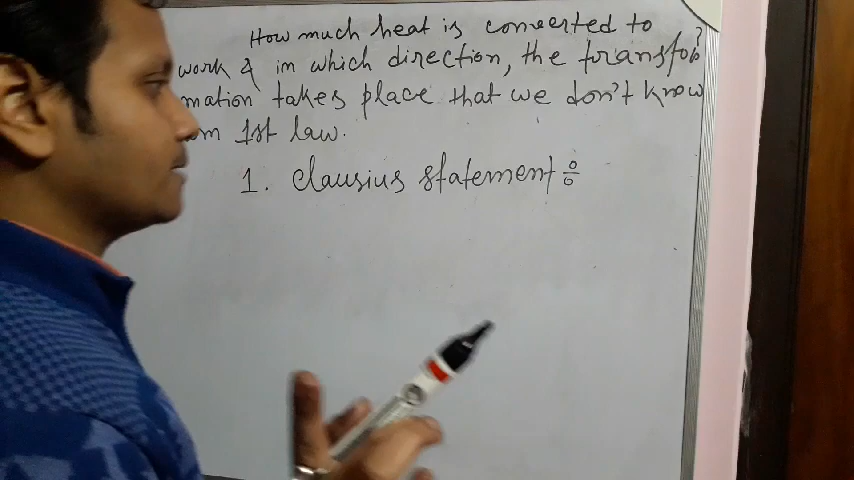 How much heat is converted to
work & in which direction, the transfor
mation takes place that we don't know
1st law.
1. Clausius statement :